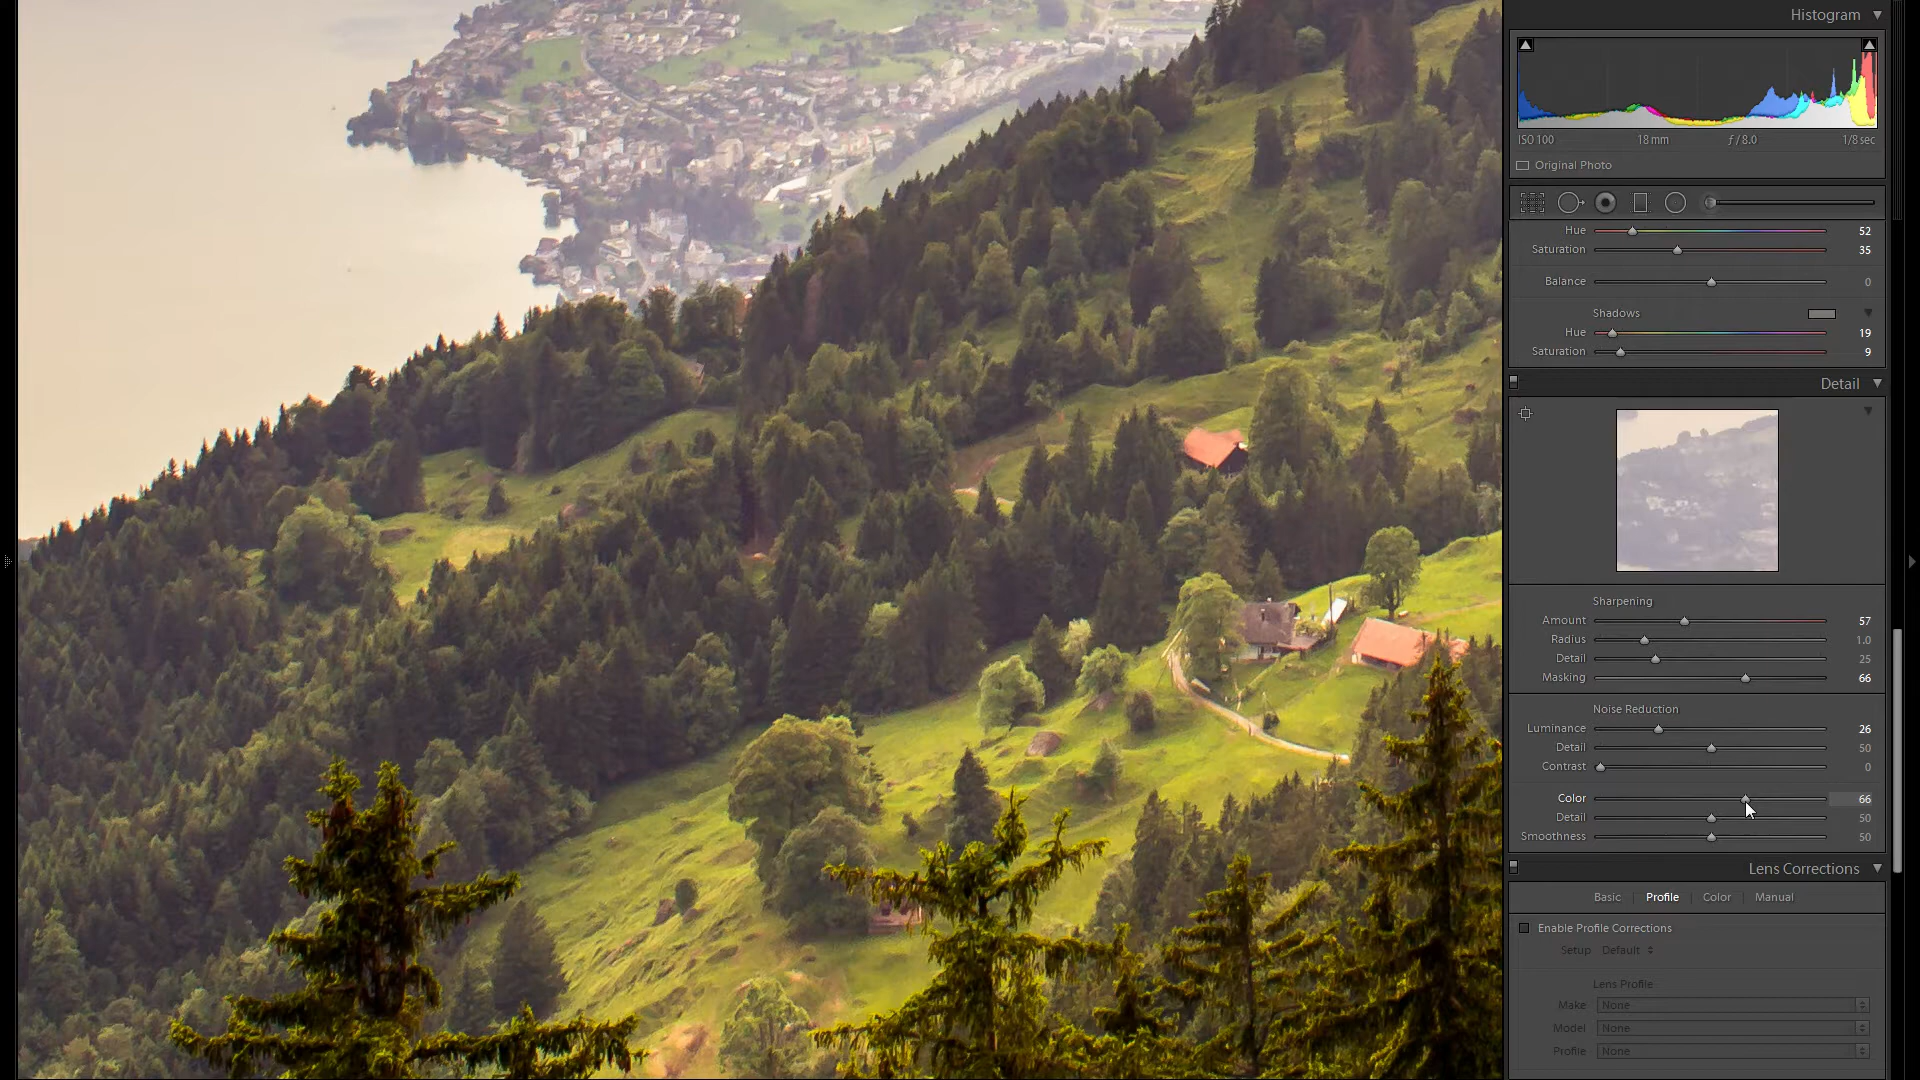 Histogram
ISO 100 18 mm ƒ / 8.0 1/8 sec
Original Photo
Hue 52
Saturation 35
Balance 0
Shadows
Hue 19
Saturation 9
Detail
Sharpening
Amount 57
Radius 1.0
Detail 25
Masking 66
Noise Reduction
Luminance 26
Detail 50
Contrast 0
Color 66
Detail 50
Smoothness 50
Lens Corrections
Basic Profile Color Manual
Enable Profile Corrections
Setup Default
Lens Profile
Make None
Model None
Profile None